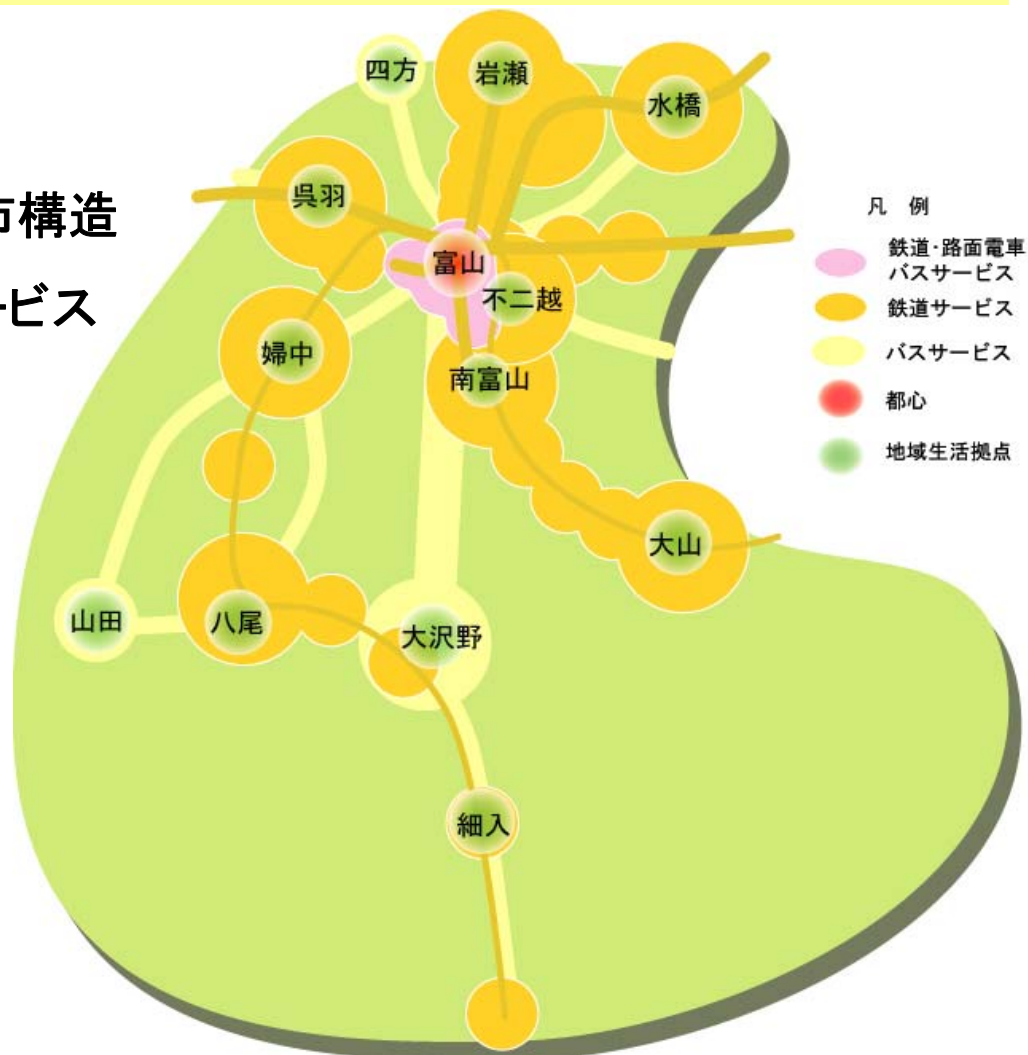 市構造
ービス
四方
岩瀬
水橋
呉羽
富山
不二越
婦中
南富山
大山
山田
八尾
大沢野
細入
凡 例
鉄道・路面電車
バスサービス
鉄道サービス
バスサービス
都心
地域生活拠点